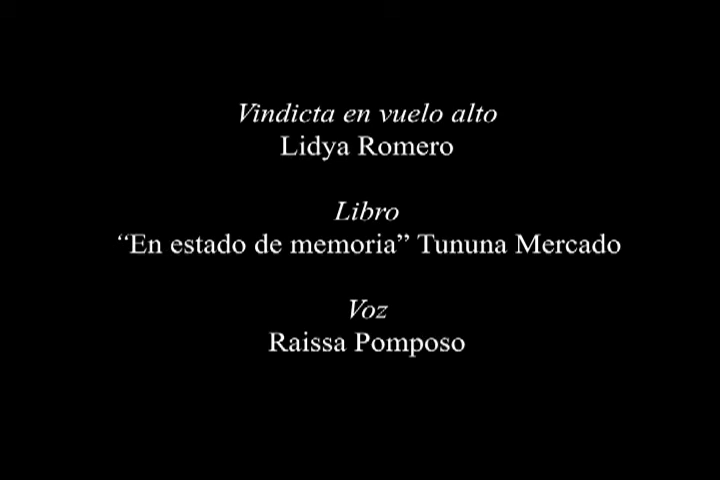 Vindicta en vuelo alto
Lidya Romero
Libro
“En estado de memoria” Tununa Mercado
Voz
Raissa Pomposo